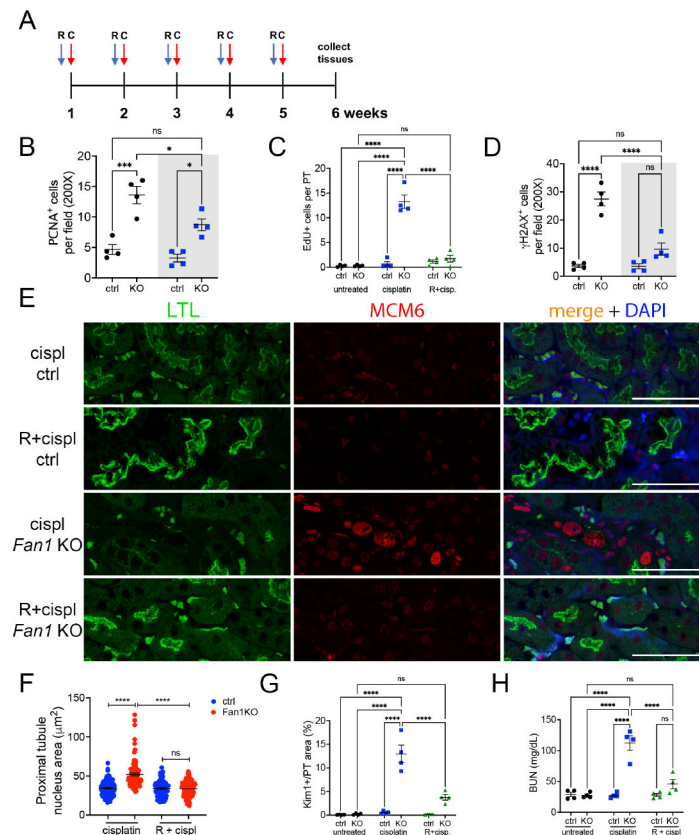 A
R C R C R C R C R C collect
tissues
1 2 3 4 5 6 weeks
B
ns
*
***
*
PCNA+ cells
per field (200X)
20
15
10
5
0
ctrl KO ctrl KO
C
ns
****
****
**** ****
EdU+ cells per PT
20
15
10
5
0
ctrl KO ctrl KO ctrl KO
untreated cisplatin R+cisp.
D
ns
****
**** ns
γH2AX+ cells
per field (200X)
40
30
20
10
0
ctrl KO ctrl KO
E
LTL MCM6 merge + DAPI
cispl
ctrl
R+cispl
ctrl
cispl
Fan1 KO
R+cispl
Fan1 KO
F
Proximal tubule
nucleus area (μm2)
150
100
50
0
**** ****
ns
ctrl
Fan1KO
cisplatin R + cispl
G
ns
****
****
**** ****
Kim1+/PT area (%)
20
15
10
5
0
ctrl KO ctrl KO ctrl KO
untreated cisplatin R+cisp.
H
ns
****
**** ****
**** ns
BUN (mg/dL)
150
100
50
0
ctrl KO ctrl KO ctrl KO
untreated cisplatin R + cispl